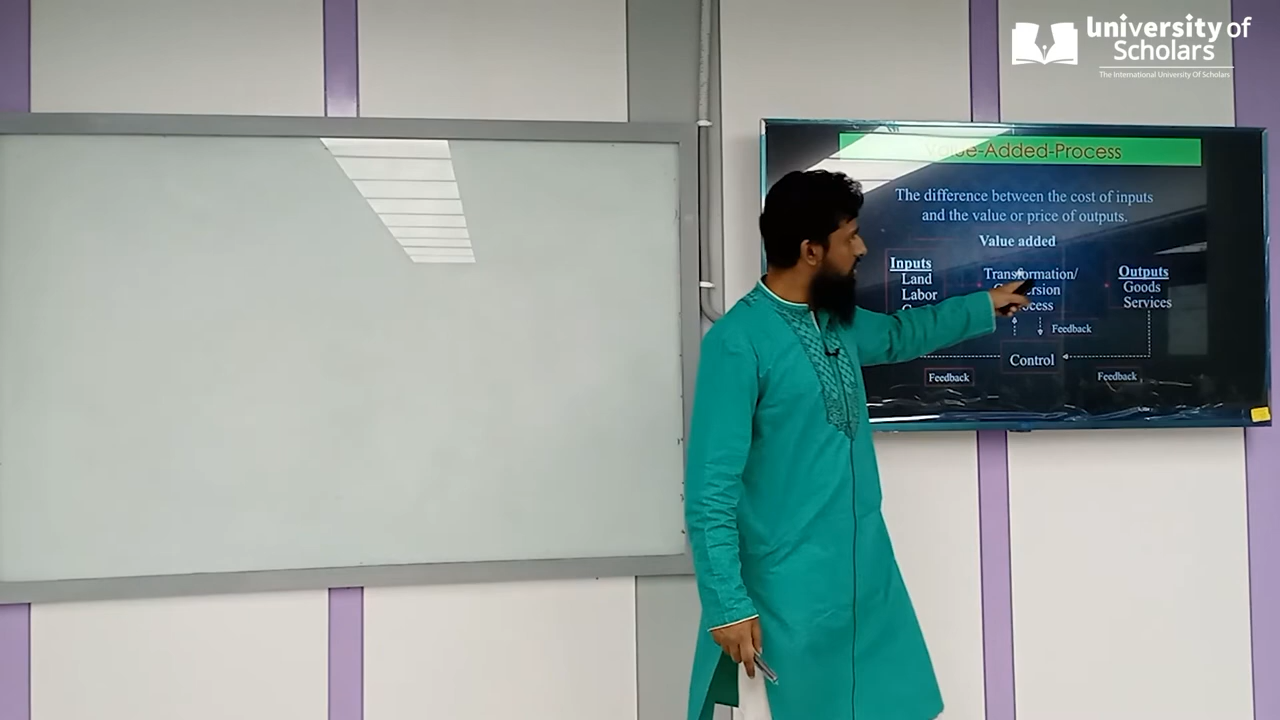 university of
Scholars
The International University Of Scholars
Value-Added-Process
The difference between the cost of inputs
and the value or price of outputs.
Value added
Inputs
Land
Labor
Transformation/
Outputs
Goods
Services
Feedback
Control
Feedback
Feedback